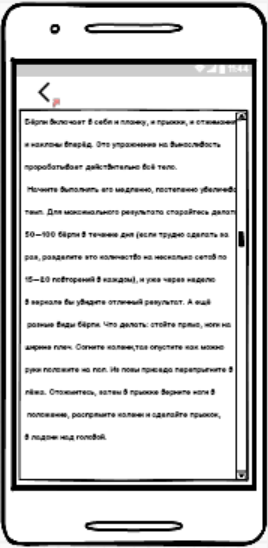 11:44
Бёрпи включает в себя и планку, и прыжки, и отжимания
и наклоны вперёд. Это упражнение на выносливость
прорабатывает действительно всё тело.
Начните выполнять его медленно, постепенно увеличива
темп. Для максимального результата старайтесь делать
50—100 бёрпи в течение дня (если трудно сделать за
раз, разделите это количество на несколько сетов по
15—20 повторений в каждом), и уже через неделю
в зеркале вы увидите отличный результат. А ещё
разные виды бёрпи. Что делать: стойте прямо, ноги на
ширине плеч. Согните колени, таз опустите как можно
руки положите на пол. Из позы приседа перепрыгните в
лёжа. Отожмитесь, затем в прыжке верните ноги в
положение, распрямите колени и сделайте прыжок,
в ладони над головой.